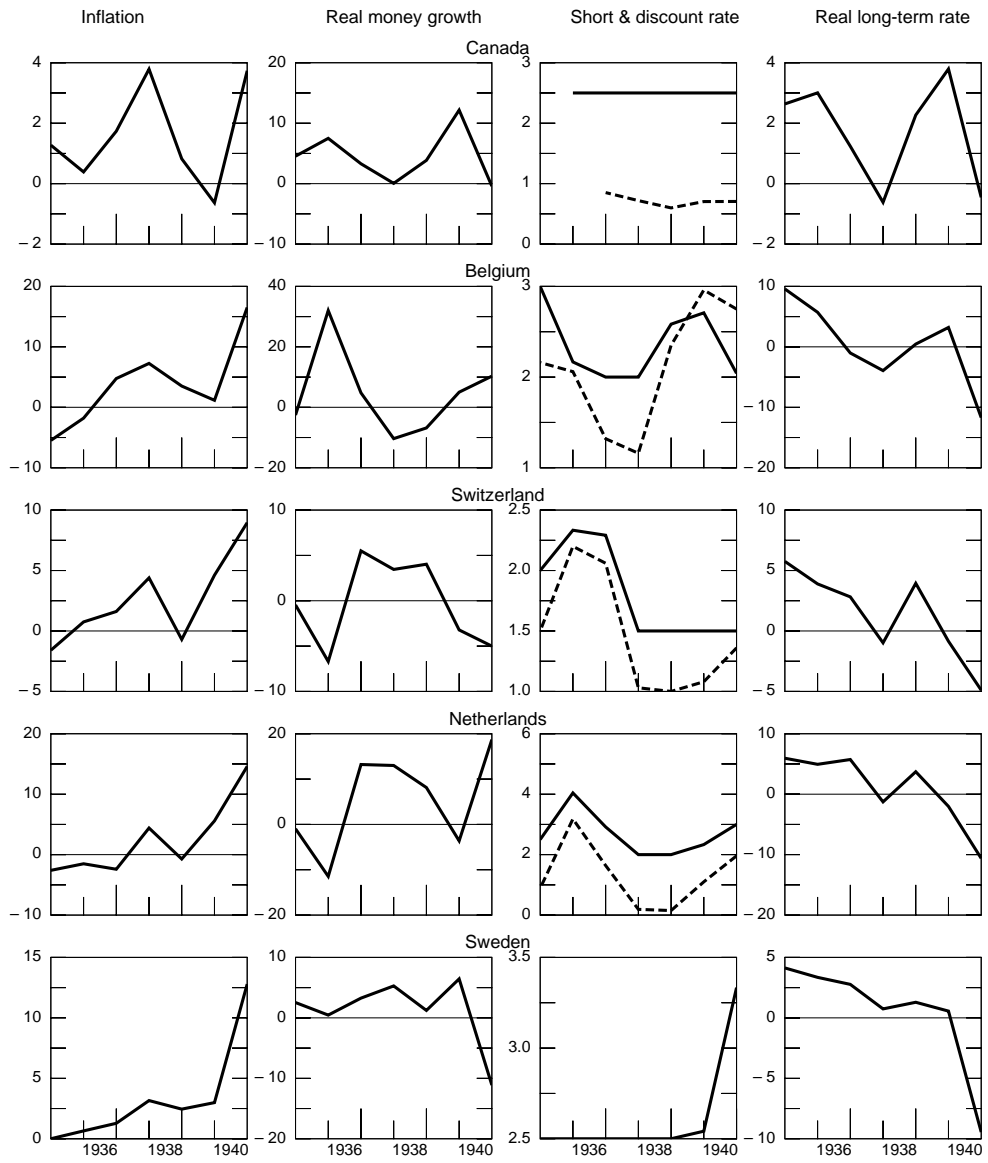 Inflation Real money growth Short & discount rate Real long-term rate
Canada
4 20 3 4
2 10 2 2
0 0 1 0
– 2 – 10 0 – 2
Belgium
20 40 3 10
10 20 0
0 0 2 – 10
– 10 – 20 1 – 20
Switzerland
10 10 2.5 10
5 2.0 5
0 0 1.5 0
– 5 – 10 1.0 – 5
Netherlands
20 20 6 10
10 4 0
0 0 2 – 10
– 10 – 20 0 – 20
Sweden
15 10 3.5 5
10 0 0
3.0
5 – 10 – 5
0 – 20 2.5 – 10
1936 1938 1940 1936 1938 1940 1936 1938 1940 1936 1938 1940